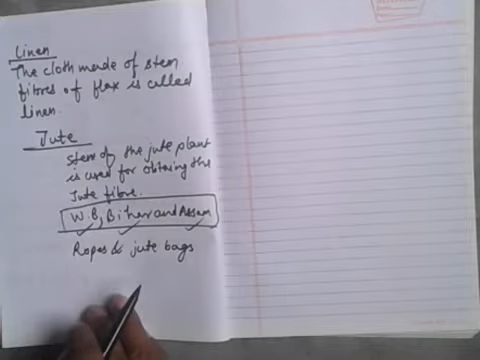 Linen
The cloth made of stem
fibres of flax is called
linen.
Jute
stem of the jute plant
is used for obtaing the
Jute fibre.
W.B, Bihar and Assam
Ropes & jute bags